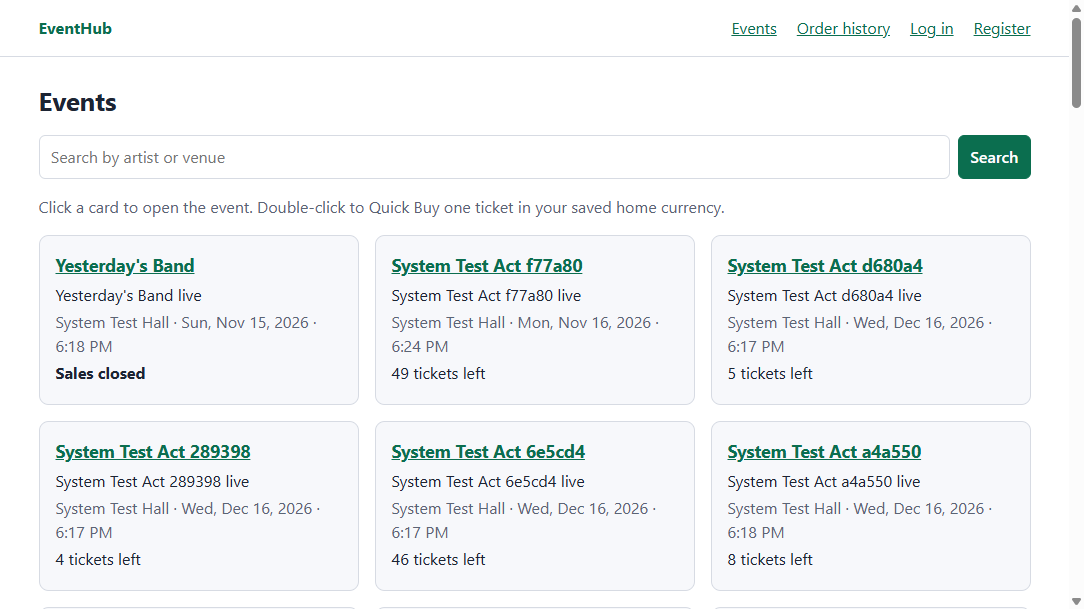 EventHub
Events
Order history
Log in
Register
Events
Search by artist or venue
Search
Click a card to open the event. Double-click to Quick Buy one ticket in your saved home currency.
Yesterday's Band
Yesterday's Band live
System Test Hall · Sun, Nov 15, 2026 ·
6:18 PM
Sales closed
System Test Act f77a80
System Test Act f77a80 live
System Test Hall · Mon, Nov 16, 2026 ·
6:24 PM
49 tickets left
System Test Act d680a4
System Test Act d680a4 live
System Test Hall · Wed, Dec 16, 2026 ·
6:17 PM
5 tickets left
System Test Act 289398
System Test Act 289398 live
System Test Hall · Wed, Dec 16, 2026 ·
6:17 PM
4 tickets left
System Test Act 6e5cd4
System Test Act 6e5cd4 live
System Test Hall · Wed, Dec 16, 2026 ·
6:17 PM
46 tickets left
System Test Act a4a550
System Test Act a4a550 live
System Test Hall · Wed, Dec 16, 2026 ·
6:18 PM
8 tickets left